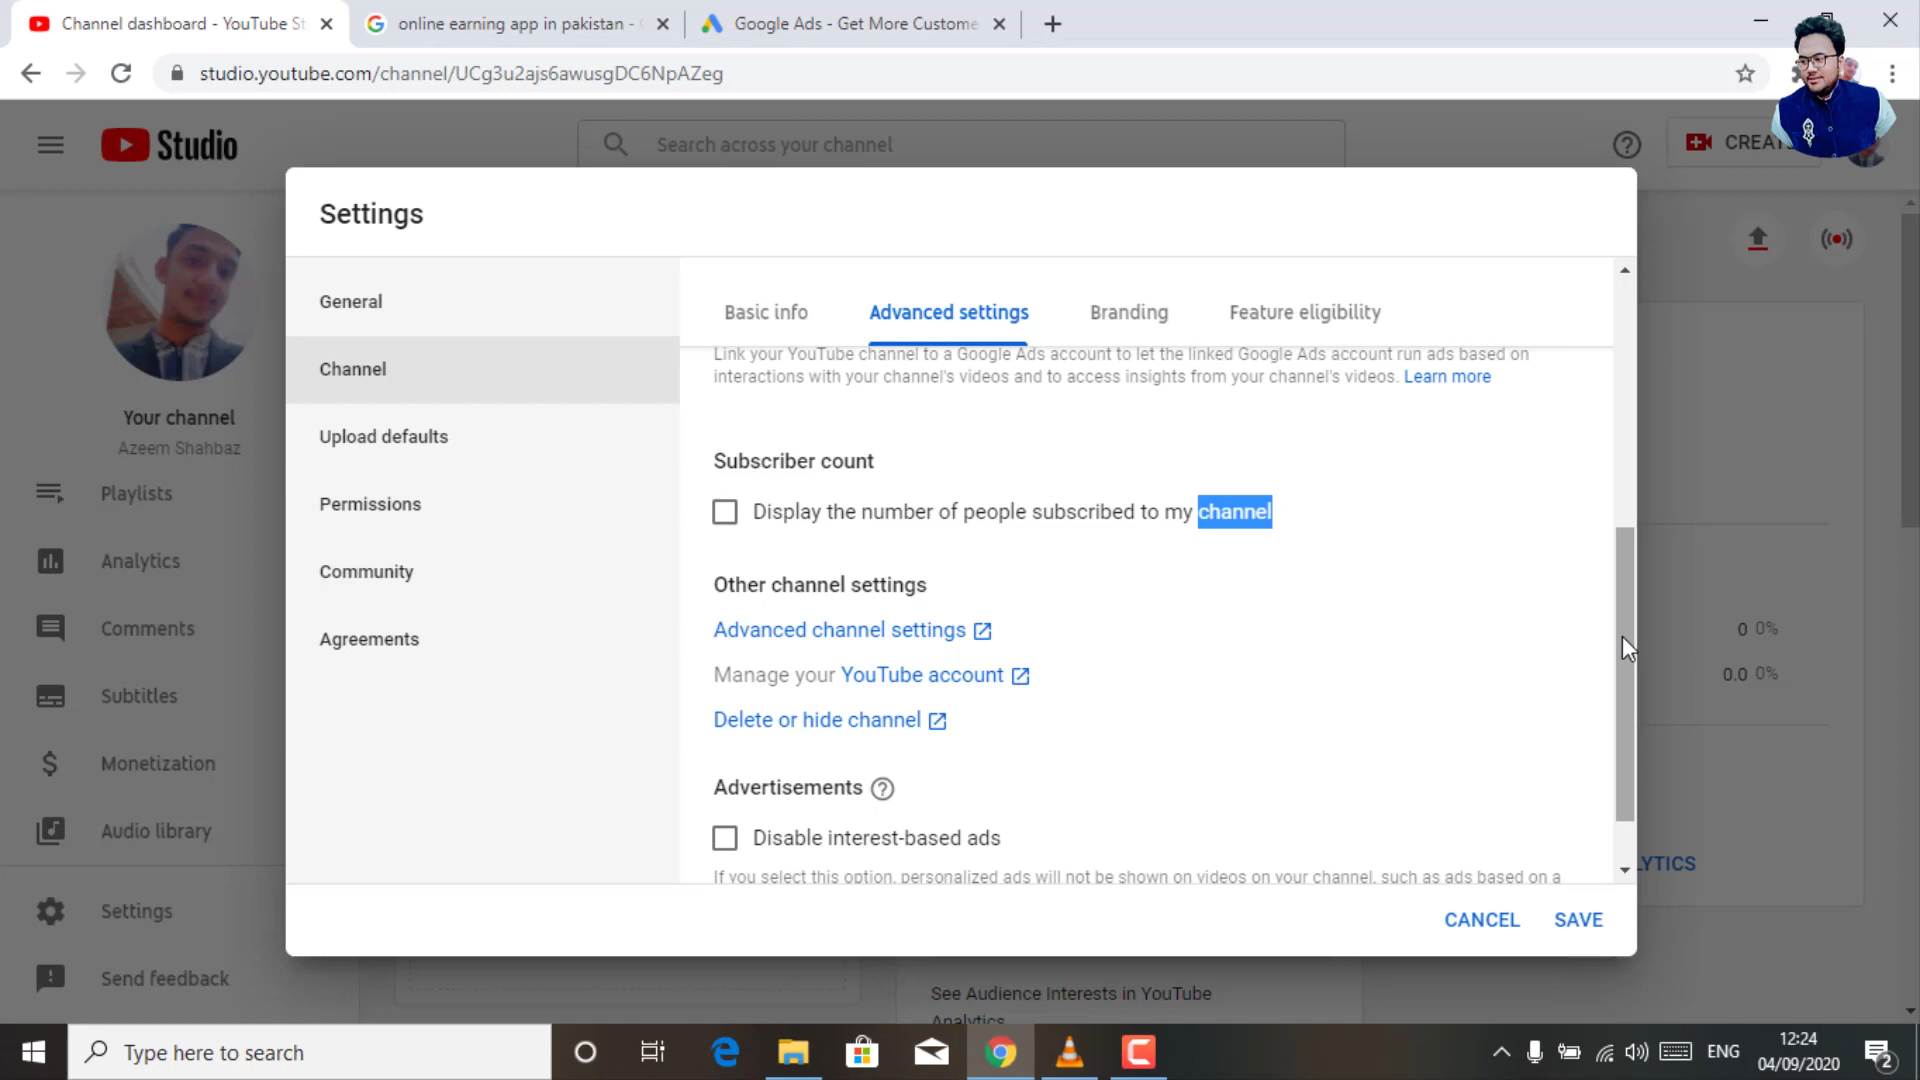 Channel dashboard - YouTube St
online earning app in pakistan -
Google Ads - Get More Custome
studio.youtube.com/channel/UCg3u2ajs6awusgDC6NpAZeg
Studio
Search across your channel
CREATE
Settings
General
Channel
Upload defaults
Permissions
Community
Agreements
Basic info
Advanced settings
Branding
Feature eligibility
Link your YouTube channel to a Google Ads account to let the linked Google Ads account run ads based on
interactions with your channel's videos and to access insights from your channel's videos. Learn more
Subscriber count
Display the number of people subscribed to my channel
Other channel settings
Advanced channel settings
Manage your YouTube account
Delete or hide channel
Advertisements
Disable interest-based ads
If you select this option, personalized ads will not be shown on videos on your channel, such as ads based on a
CANCEL
SAVE
Your channel
Azeem Shahbaz
Playlists
Analytics
Comments
Subtitles
Monetization
Audio library
Settings
Send feedback
0 0%
0.0 0%
LYTICS
See Audience Interests in YouTube
Analytics
Type here to search
ENG
12:24
04/09/2020
2